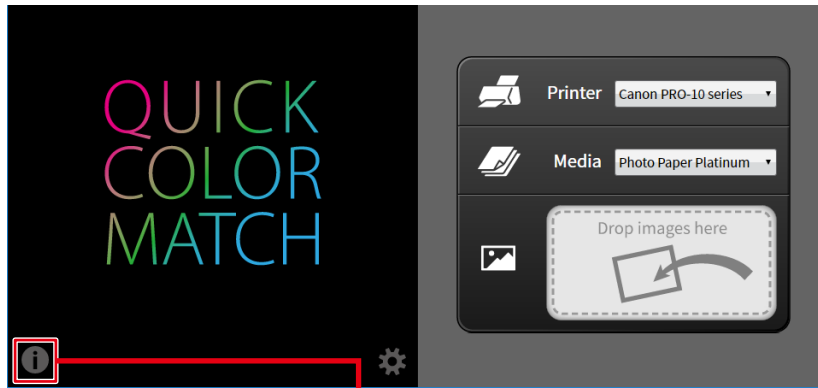 QUICK
COLOR
MATCH
Printer Canon PRO-10 series
Media Photo Paper Platinum
Drop images here